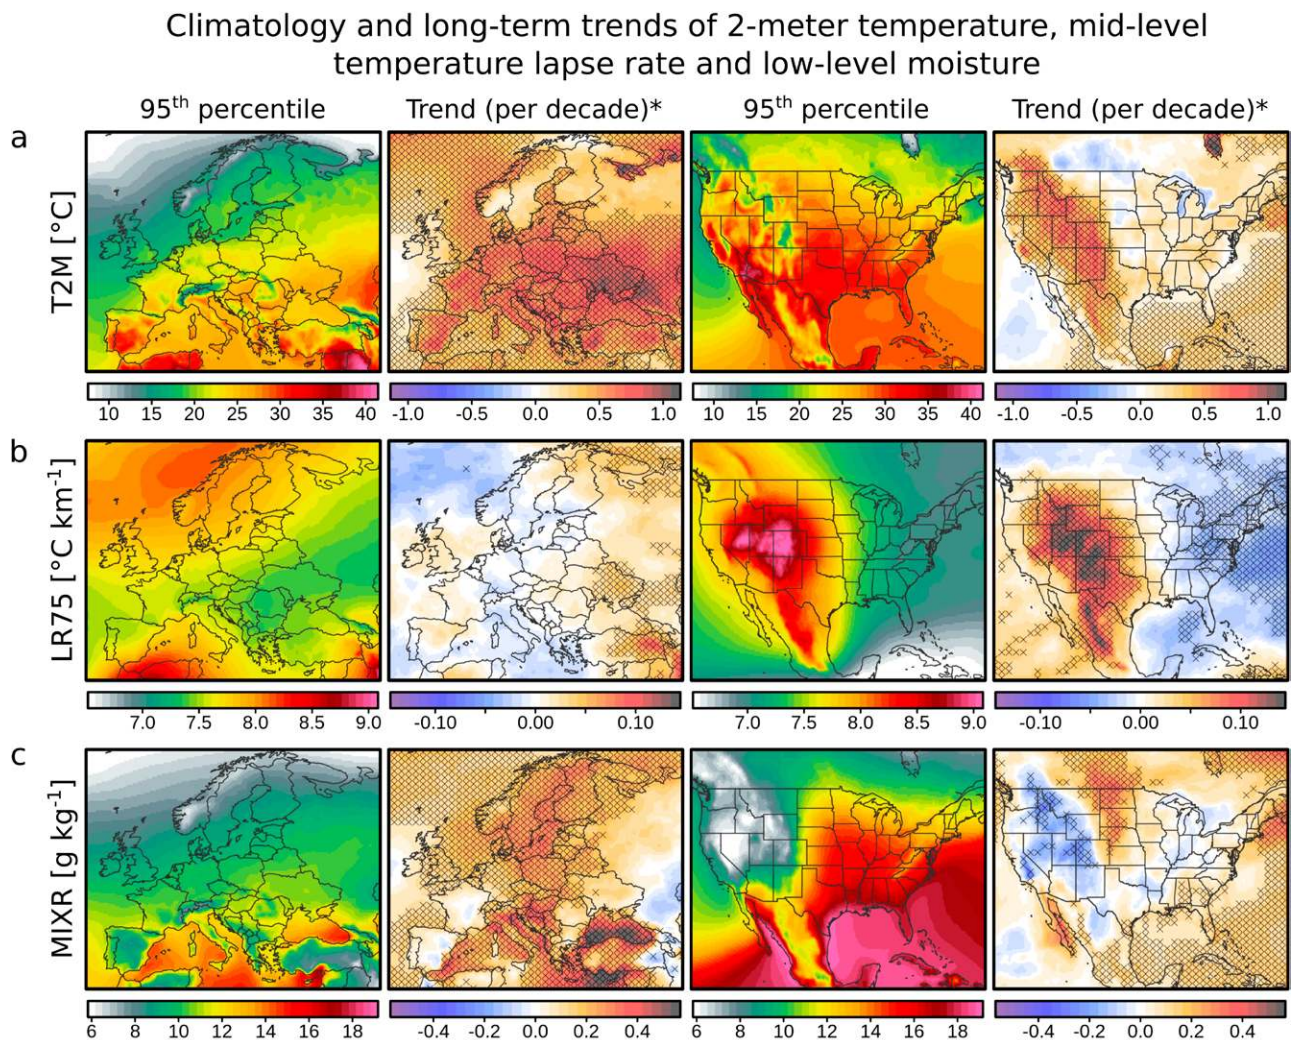 Climatology and long-term trends of 2-meter temperature, mid-level
temperature lapse rate and low-level moisture
95th percentile Trend (per decade)* 95th percentile Trend (per decade)*
a
T2M [°C]
10 15 20 25 30 35 40 -1.0 -0.5 0.0 0.5 1.0 10 15 20 25 30 35 40 -1.0 -0.5 0.0 0.5 1.0
b
LR75 [°C km-1]
7.0 7.5 8.0 8.5 9.0 -0.10 0.00 0.10 7.0 7.5 8.0 8.5 9.0 -0.10 0.00 0.10
c
MIXR [g kg-1]
6 8 10 12 14 16 18 -0.4 -0.2 0.0 0.2 0.4 6 8 10 12 14 16 18 -0.4 -0.2 0.0 0.2 0.4